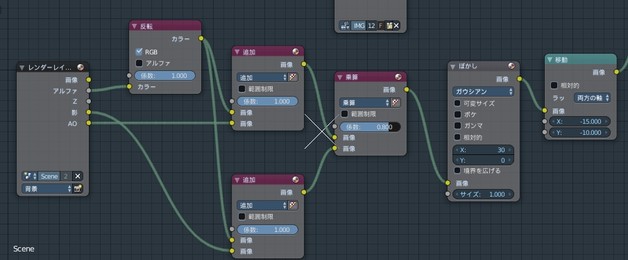 IMG 12 F
レンダーレイ...
画像
アルファ
Z
影
AO
Scene 2
背景
反転
カラー
RGB
アルファ
係数: 1.000
カラー
追加
画像
追加
範囲制限
係数: 1.000
画像
画像
追加
画像
追加
範囲制限
係数: 1.000
画像
画像
乗算
画像
乗算
範囲制限
係数: 0.800
画像
画像
ぼかし
画像
ガウシアン
可変サイズ
ボケ
ガンマ
相対的
X: 30
Y: 0
境界を広げる
画像
サイズ: 1.000
移動
画像
相対的
ラッ 両方の軸
画像
X: -15.000
Y: -10.000
Scene